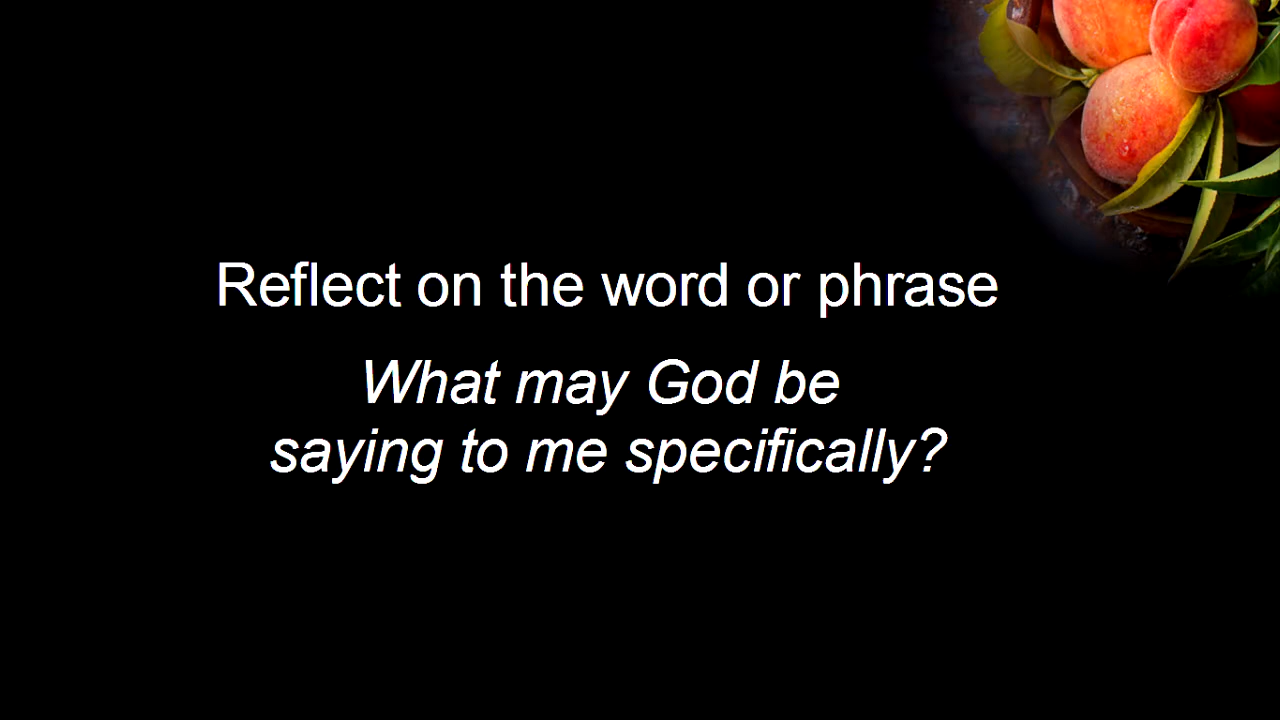 Reflect on the word or phrase
What may God be
saying to me specifically?